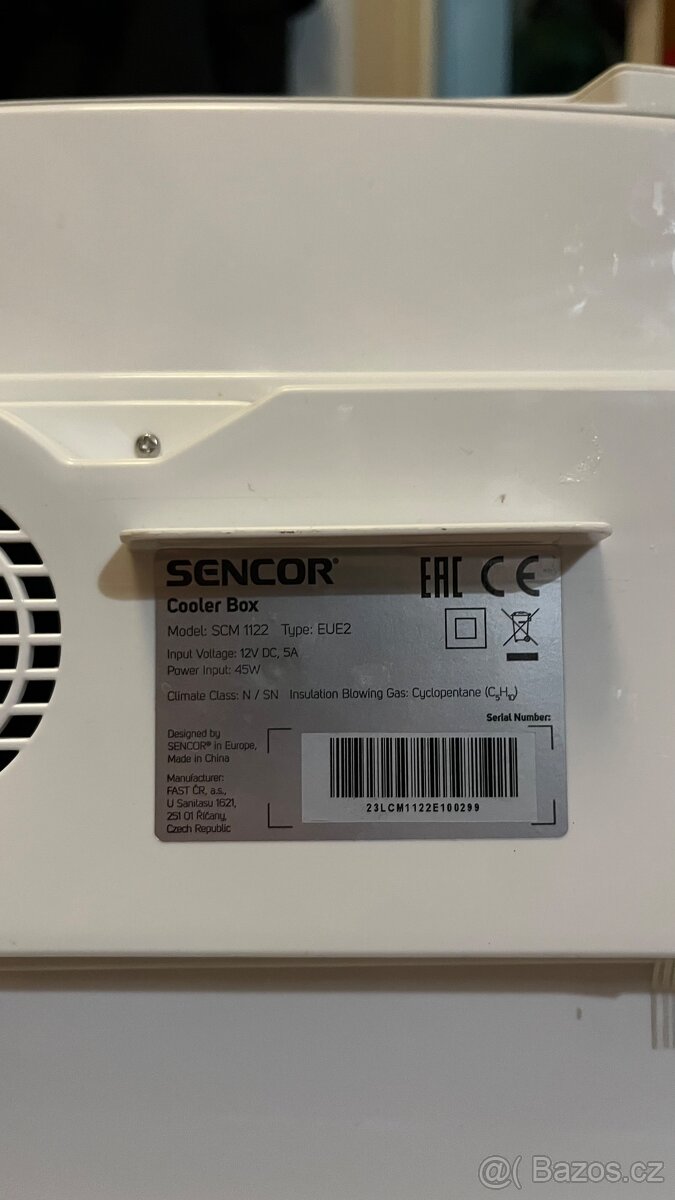 SENCOR®
EAC CE
Cooler Box
Model: SCM 1122 Type: EUE2
Input Voltage: 12V DC, 5A
Power Input: 45W
Climate Class: N / SN Insulation Blowing Gas: Cyclopentane (C₅H₁₀)
Serial Number:
Designed by
SENCOR® in Europe,
Made in China
Manufacturer:
FAST ČR, a.s.,
U Sanitasu 1621,
251 01 Říčany,
Czech Republic
23LCM1122E100299
@( Bazos.cz